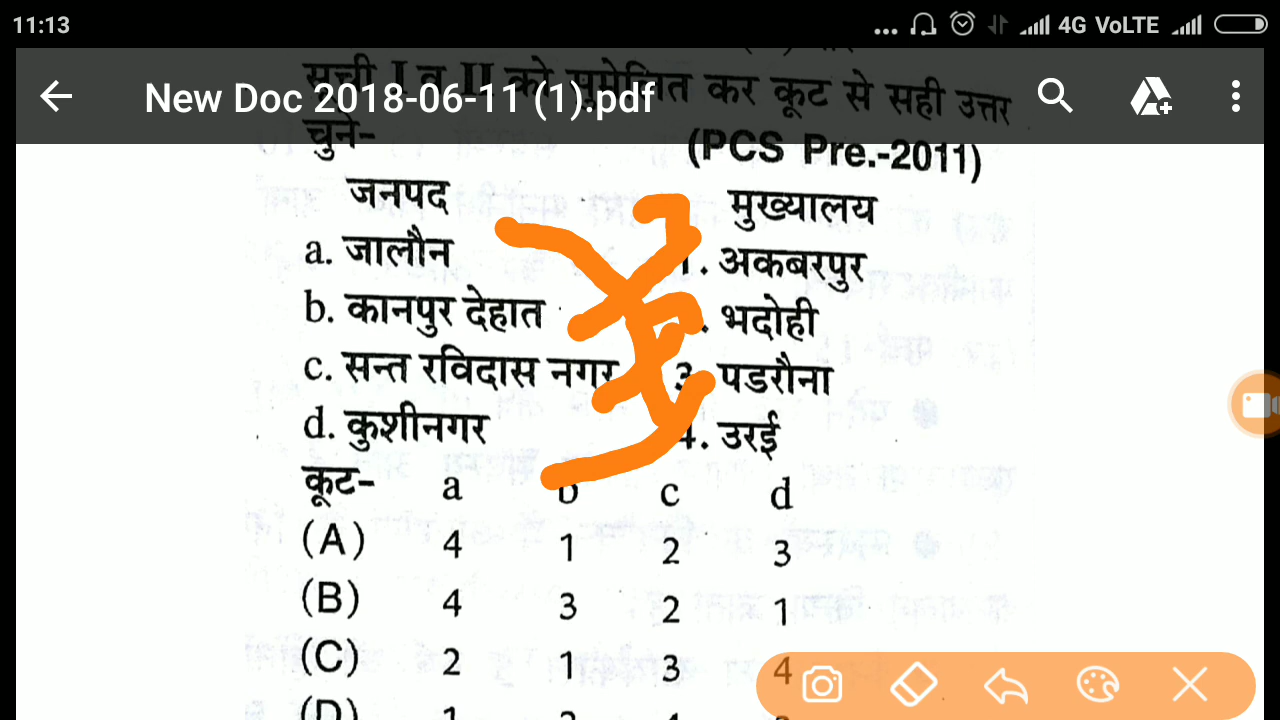 11:13 ... 4G VoLTE
सूची I व II को सुमेलित कर कूट से सही उत्तर
New Doc 2018-06-11 (1).pdf
चुने-
(PCS Pre.-2011)
जनपद मुख्यालय
a. जालौन 1. अकबरपुर
b. कानपुर देहात . भदोही
c. सन्त रविदास नगर 3. पडरौना
d. कुशीनगर 4. उरई
कूट- a b c d
(A) 4 1 2 3
(B) 4 3 2 1
(C) 2 1 3 4
(D) 1